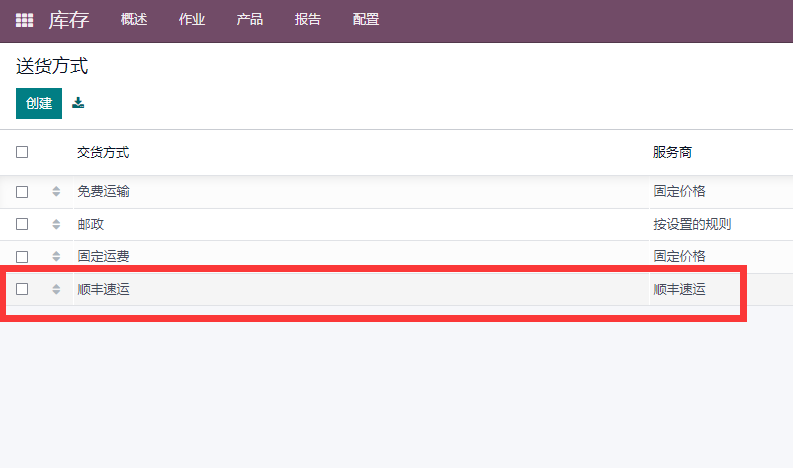 库存 概述 作业 产品 报告 配置
送货方式
创建
交货方式 服务商
免费运输 固定价格
邮政 按设置的规则
固定运费 固定价格
顺丰速运 顺丰速运